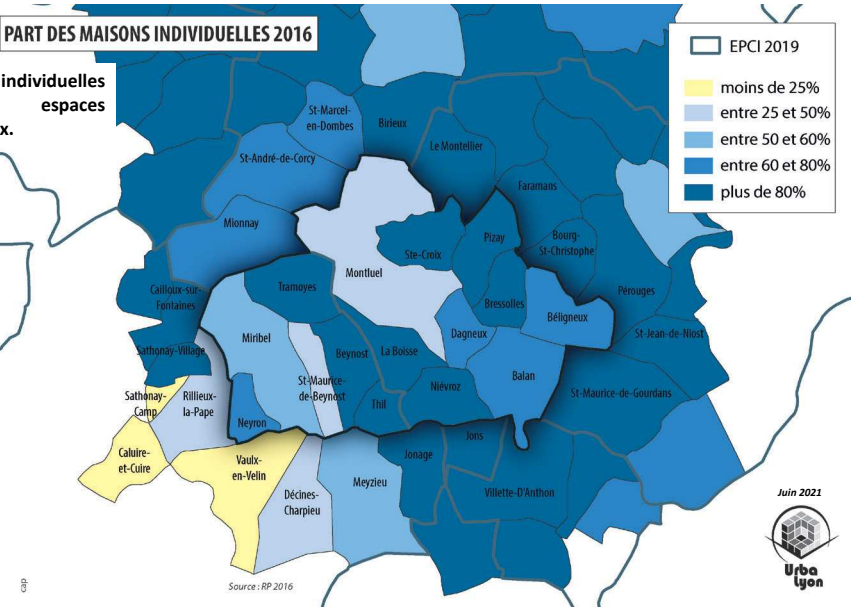 PART DES MAISONS INDIVIDUELLES 2016
individuelles
espaces
x.
EPCI 2019
moins de 25%
entre 25 et 50%
entre 50 et 60%
entre 60 et 80%
plus de 80%
St-Marcel-
en-Dombes
Birieux
Le Montellier
St-André-de-Corcy
Faramans
Mionnay
Pizay
Bourg-
St-Christophe
Ste-Croix
Montluel
Tramoyes
Cailloux-sur-
Fontaines
Pérouges
Bressolles
Béligneux
St-Jean-de-Niost
Miribel
Dagneux
Sathonay-Village
Beynost
La Boisse
Balan
St-Maurice-
de-Beynost
Niévroz
St-Maurice-de-Gourdans
Sathonay-
Camp
Rillieux-
la-Pape
Thil
Neyron
Jons
Caluire-
et-Cuire
Vaulx-
en-Velin
Meyzieu
Jonage
Décines-
Charpieu
Villette-D'Anthon
Juin 2021
Urba
Lyon
cap
Source : RP 2016